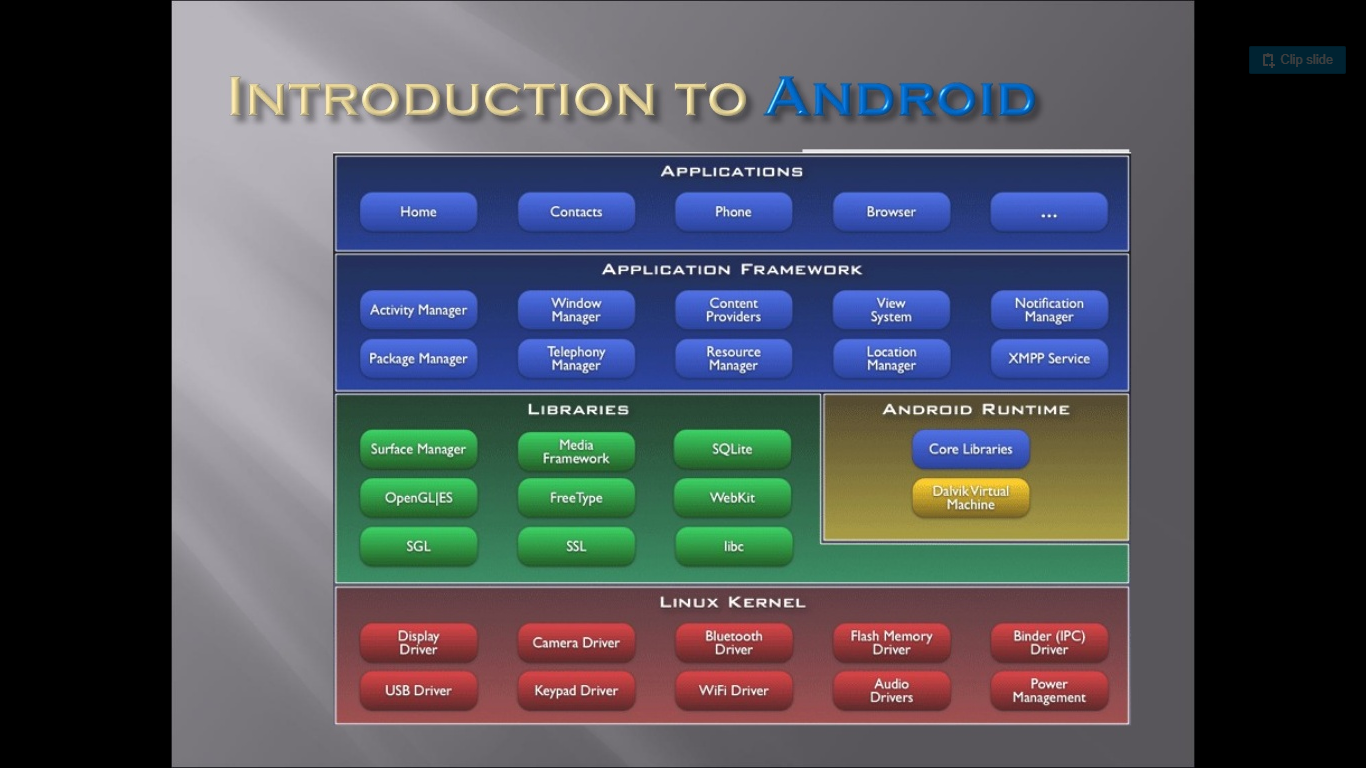 Clip slide
INTRODUCTION TO ANDROID
APPLICATIONS
Home
Contacts
Phone
Browser
...
APPLICATION FRAMEWORK
Activity Manager
Window
Manager
Content
Providers
View
System
Notification
Manager
Package Manager
Telephony
Manager
Resource
Manager
Location
Manager
XMPP Service
LIBRARIES
Surface Manager
Media
Framework
SQLite
OpenGL|ES
FreeType
WebKit
SGL
SSL
libc
ANDROID RUNTIME
Core Libraries
Dalvik Virtual
Machine
LINUX KERNEL
Display
Driver
Camera Driver
Bluetooth
Driver
Flash Memory
Driver
Binder (IPC)
Driver
USB Driver
Keypad Driver
WiFi Driver
Audio
Drivers
Power
Management